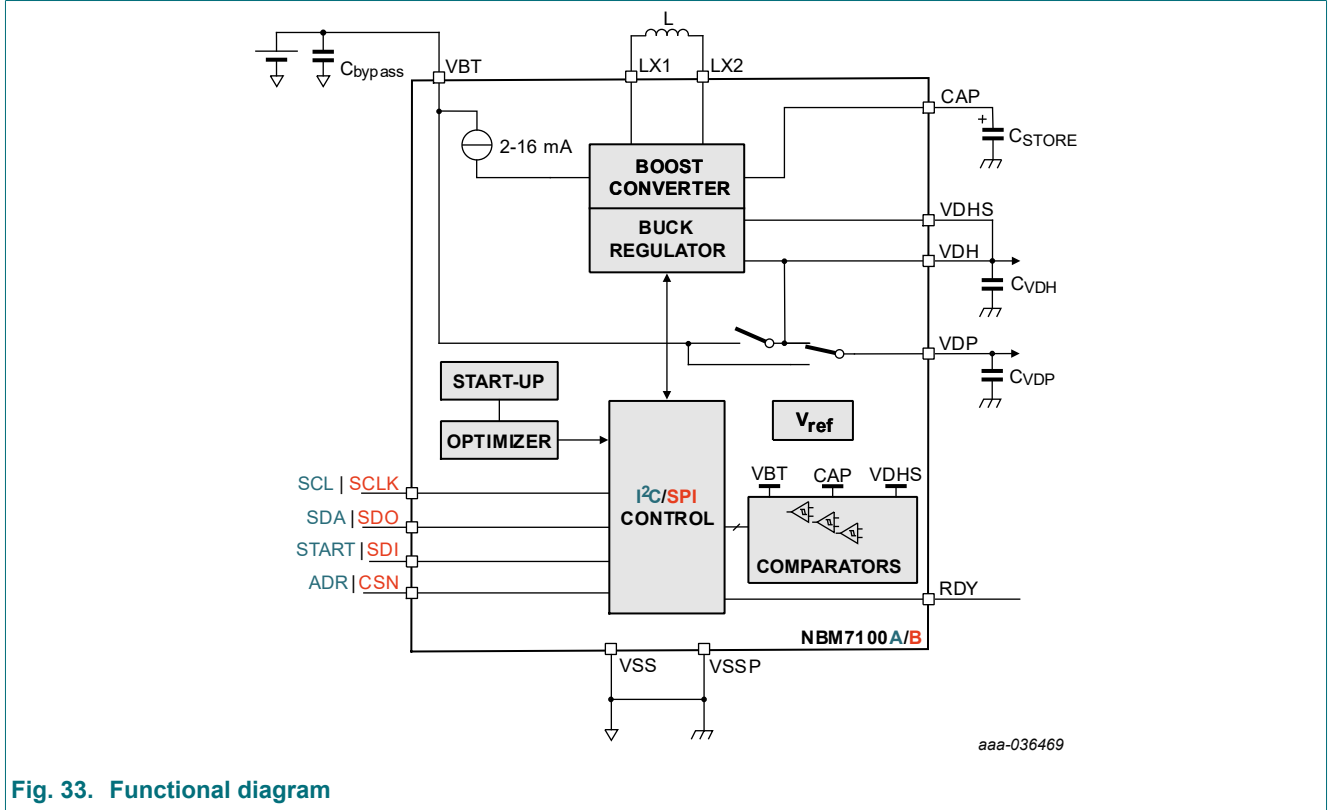 L
VBT
LX1
LX2
Cbypass
CAP
+
CSTORE
2-16 mA
BOOST
CONVERTER
VDHS
BUCK
REGULATOR
VDH
CVDH
VDP
START-UP
CVDP
Vref
OPTIMIZER
VBT
CAP
VDHS
SCL | SCLK
I²C/SPI
CONTROL
SDA | SDO
START | SDI
COMPARATORS
ADR | CSN
RDY
NBM7100A/B
VSS
VSSP
aaa-036469
Fig. 33. Functional diagram